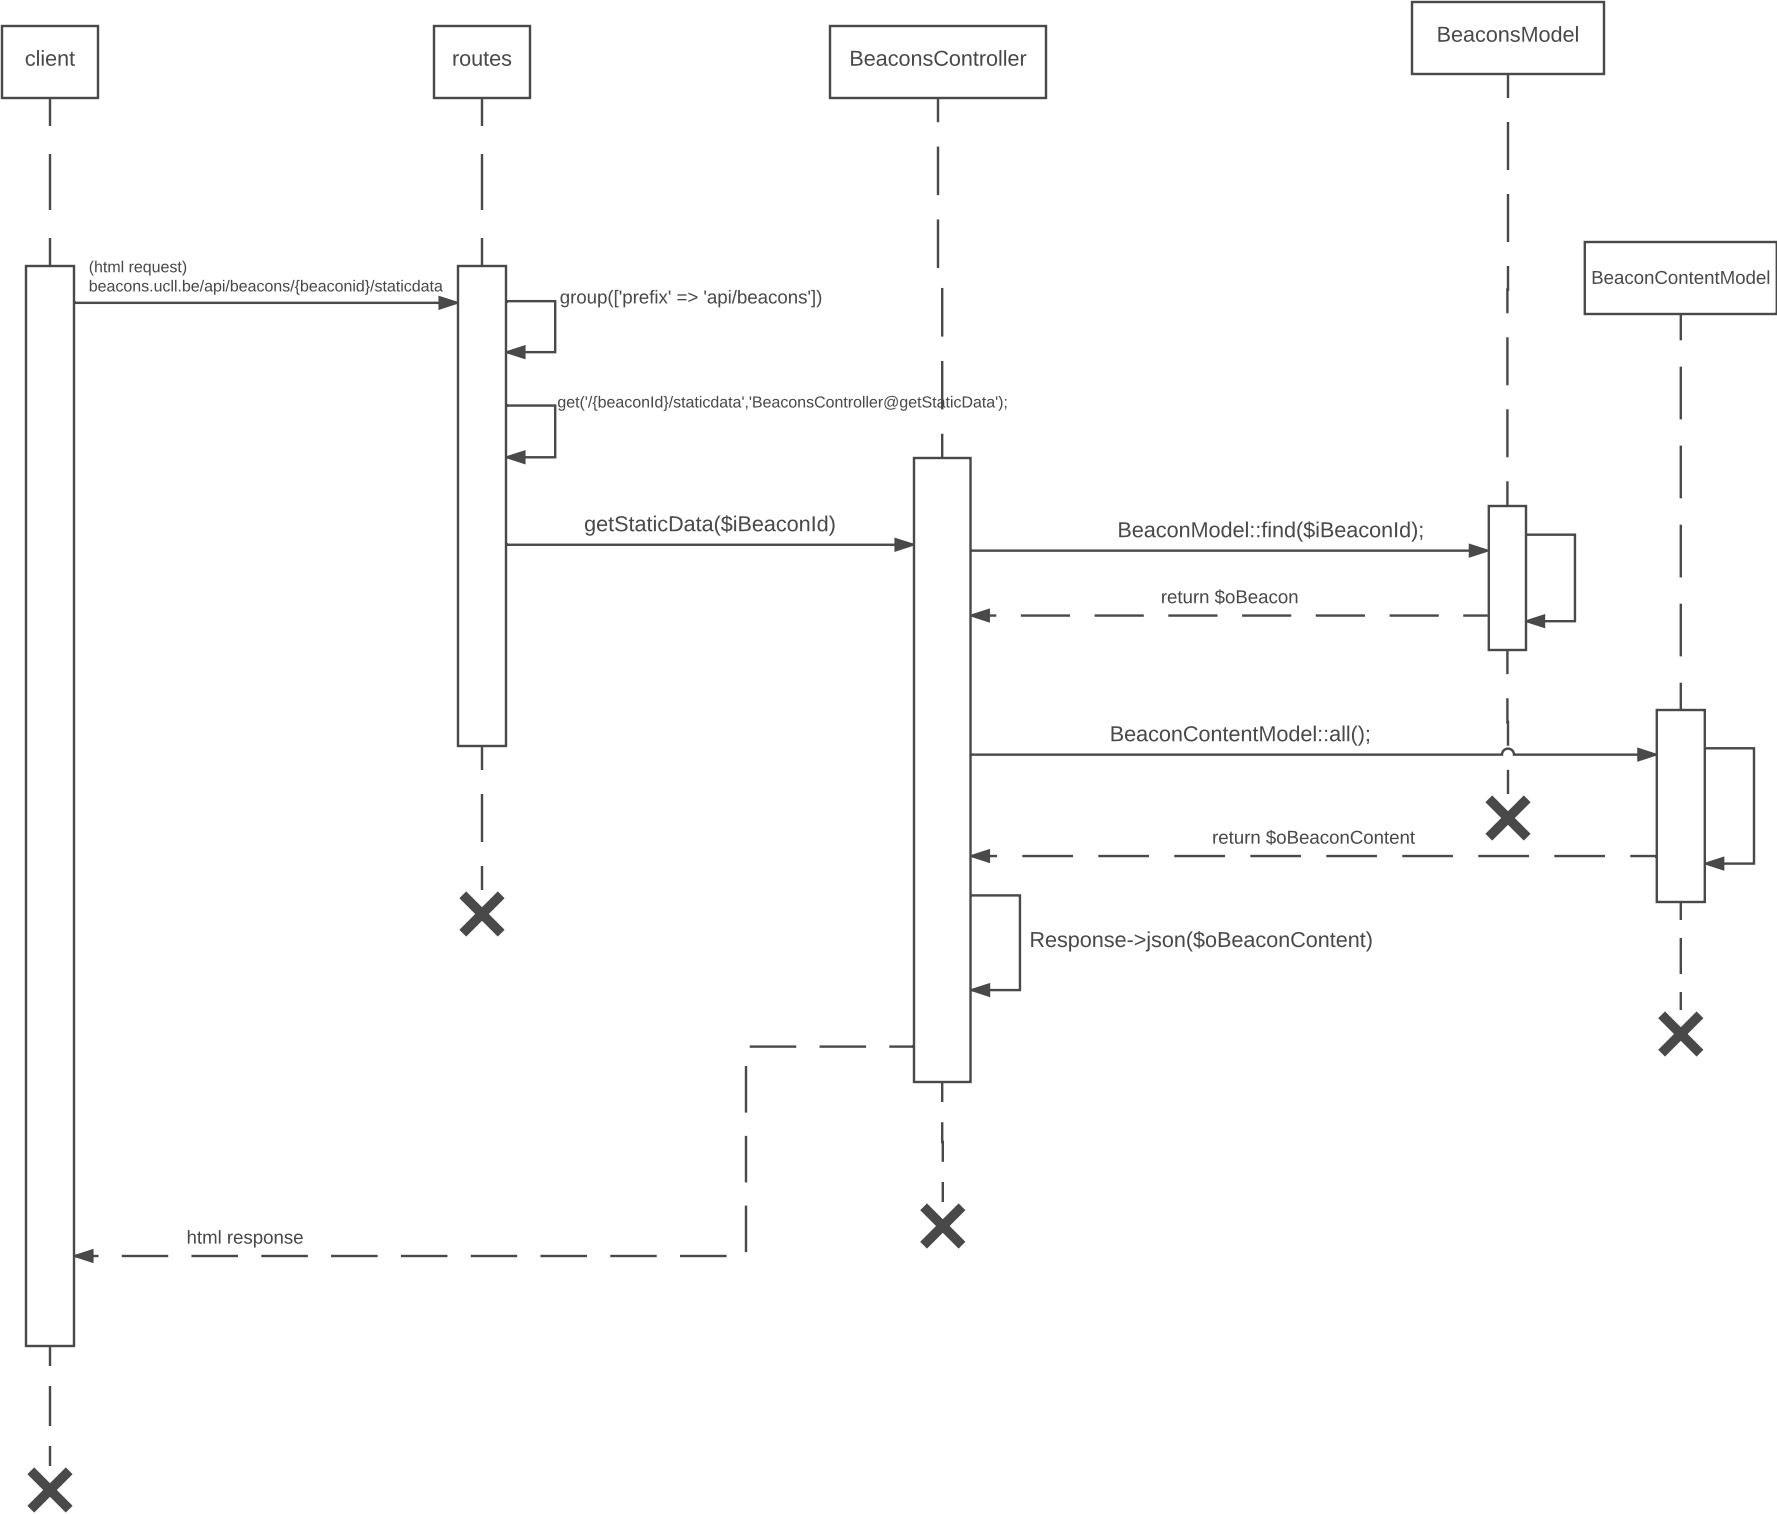 client
routes
BeaconsController
BeaconsModel
BeaconContentModel
(html request)
beacons.ucll.be/api/beacons/{beaconid}/staticdata
group(['prefix' => 'api/beacons'])
get('/{beaconId}/staticdata','BeaconsController@getStaticData');
getStaticData($iBeaconId)
BeaconModel::find($iBeaconId);
return $oBeacon
BeaconContentModel::all();
return $oBeaconContent
Response->json($oBeaconContent)
html response